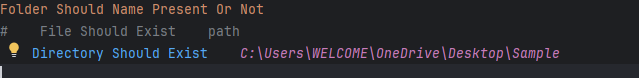 Folder Should Name Present Or Not
#    File Should Exist    path
Directory Should Exist    C:\Users\WELCOME\OneDrive\Desktop\Sample